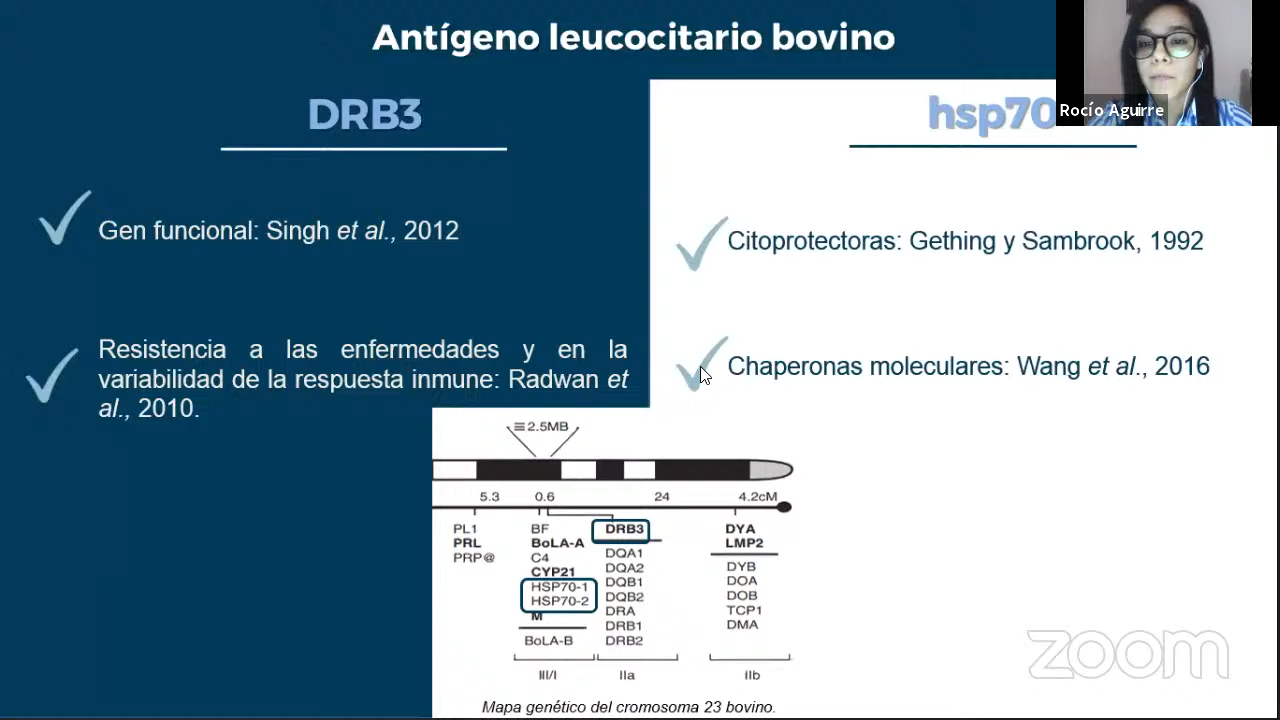 Antígeno leucocitario bovino
DRB3
Gen funcional: Singh et al., 2012
Resistencia a las enfermedades y en la
variabilidad de la respuesta inmune: Radwan et
al., 2010.
hsp70
Rocío Aguirre
Citoprotectoras: Gething y Sambrook, 1992
Chaperonas moleculares: Wang et al., 2016
≡2.5MB
5.3 0.6 24 4.2cM
PL1
PRL
PRP@
BF
BoLA-A
C4
CYP21
HSP70-1
HSP70-2
M
BoLA-B
DRB3
DQA1
DQA2
DQB1
DQB2
DRA
DRB1
DRB2
DYA
LMP2
DYB
DOA
DOB
TCP1
DMA
III/I IIa IIb
Mapa genético del cromosoma 23 bovino.
zoom